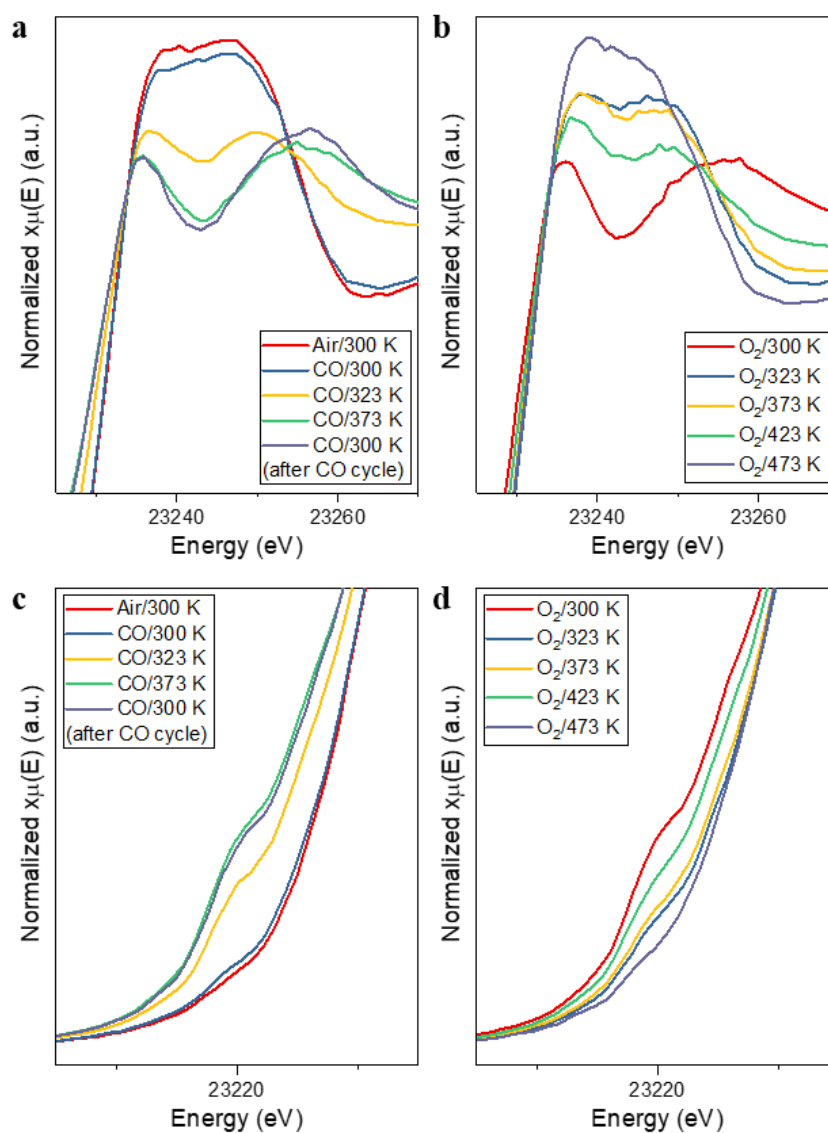 a
Normalized xμ(E) (a.u.)
Air/300 K
CO/300 K
CO/323 K
CO/373 K
CO/300 K
(after CO cycle)
23240
23260
Energy (eV)
b
Normalized xμ(E) (a.u.)
O₂/300 K
O₂/323 K
O₂/373 K
O₂/423 K
O₂/473 K
23240
23260
Energy (eV)
c
Normalized xμ(E) (a.u.)
Air/300 K
CO/300 K
CO/323 K
CO/373 K
CO/300 K
(after CO cycle)
23220
Energy (eV)
d
Normalized xμ(E) (a.u.)
O₂/300 K
O₂/323 K
O₂/373 K
O₂/423 K
O₂/473 K
23220
Energy (eV)